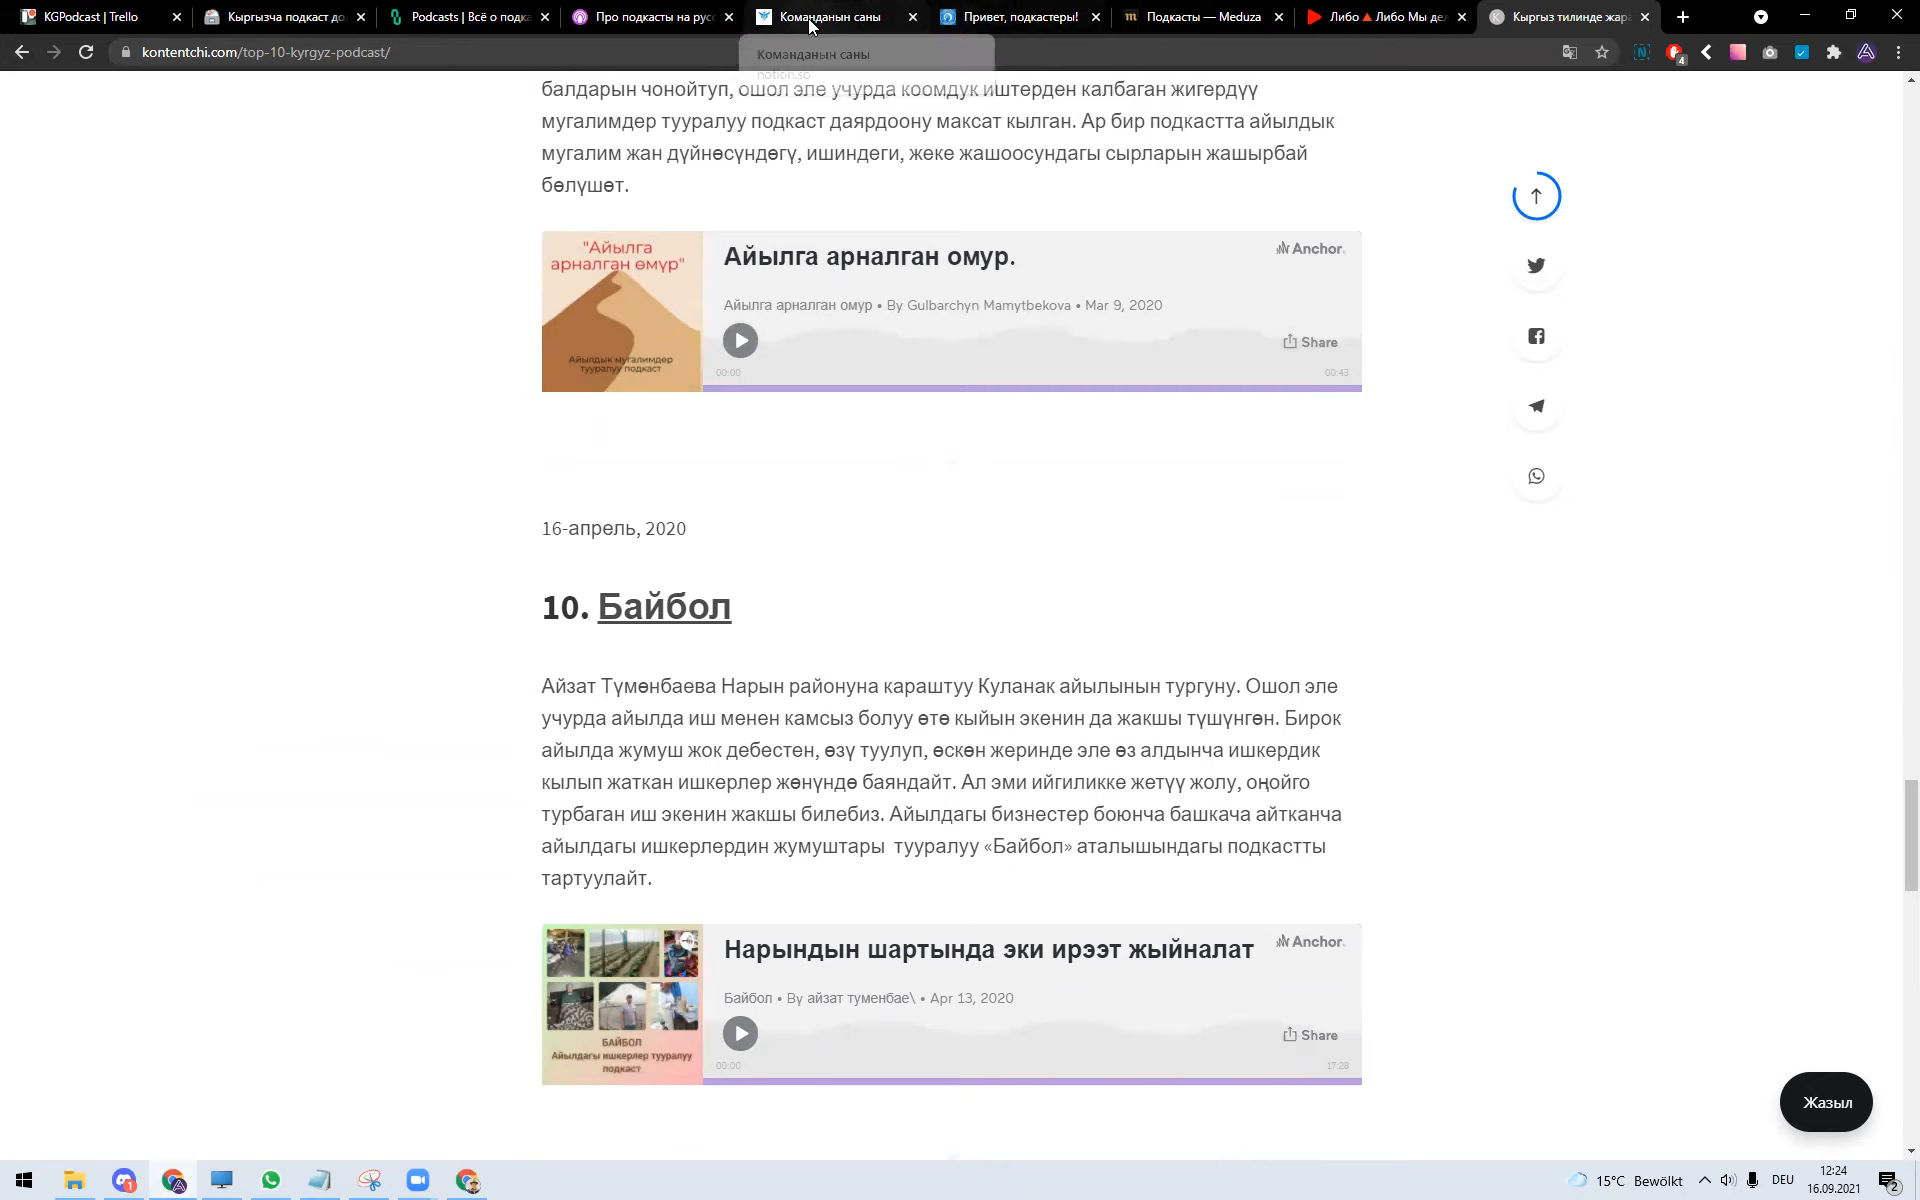 KGPodcast | Trello
Кыргызча подкаст до
Podcasts | Всё о подка
Про подкасты на русс
Команданын саны
Привет, подкастеры!
Подкасты — Meduza
Либо Либо Мы дел
Кыргыз тилинде жара
kontentchi.com/top-10-kyrgyz-podcast/
4
Команданын саны
notion.so
балдарын чонойтуп, ошол эле учурда коомдук иштерден калбаган жигердүү
мугалимдер тууралуу подкаст даярдоону максат кылган. Ар бир подкастта айылдык
мугалим жан дүйнөсүндөгү, ишиндеги, жеке жашоосундагы сырларын жашырбай
бөлүшөт.
"Айылга
арналган өмүр"
Айылдык мугалимдер
тууралуу подкаст
Айылга арналган омур.
Anchor
Айылга арналган омур • By Gulbarchyn Mamytbekova • Mar 9, 2020
Share
00:00
00:43
16-апрель, 2020
10. Байбол
Айзат Түмөнбаева Нарын районуна караштуу Куланак айылынын тургуну. Ошол эле
учурда айылда иш менен камсыз болуу өтө кыйын экенин да жакшы түшүнгөн. Бирок
айылда жумуш жок дебестен, өзү туулуп, өскөн жеринде эле өз алдынча ишкердик
кылып жаткан ишкерлер жөнүндө баяндайт. Ал эми ийгиликке жетүү жолу, оңойго
турбаган иш экенин жакшы билебиз. Айылдагы бизнестер боюнча башкача айтканча
айылдагы ишкерлердин жумуштары тууралуу «Байбол» аталышындагы подкастты
тартуулайт.
БАЙБОЛ
Айылдагы ишкерлер тууралуу
подкаст
Нарындын шартында эки ирээт жыйналат
Anchor
Байбол • By айзат туменбае\ • Apr 13, 2020
Share
00:00
17:28
Жазыл
15°C Bewölkt
DEU
12:24
16.09.2021
2
1